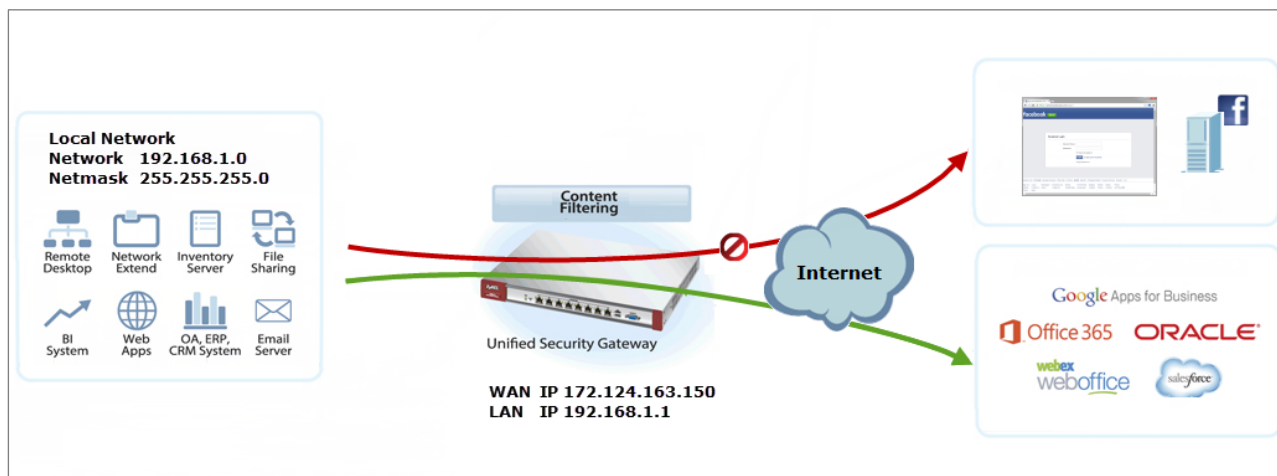 Local Network
Network 192.168.1.0
Netmask 255.255.255.0
Remote
Desktop
Network
Extend
Inventory
Server
File
Sharing
BI
System
Web
Apps
OA, ERP,
CRM System
Email
Server
Content
Filtering
ZyXEL
Unified Security Gateway
WAN IP 172.124.163.150
LAN IP 192.168.1.1
Internet
facebook
f
Google Apps for Business
Office 365
ORACLE
webex
weboffice
salesforce